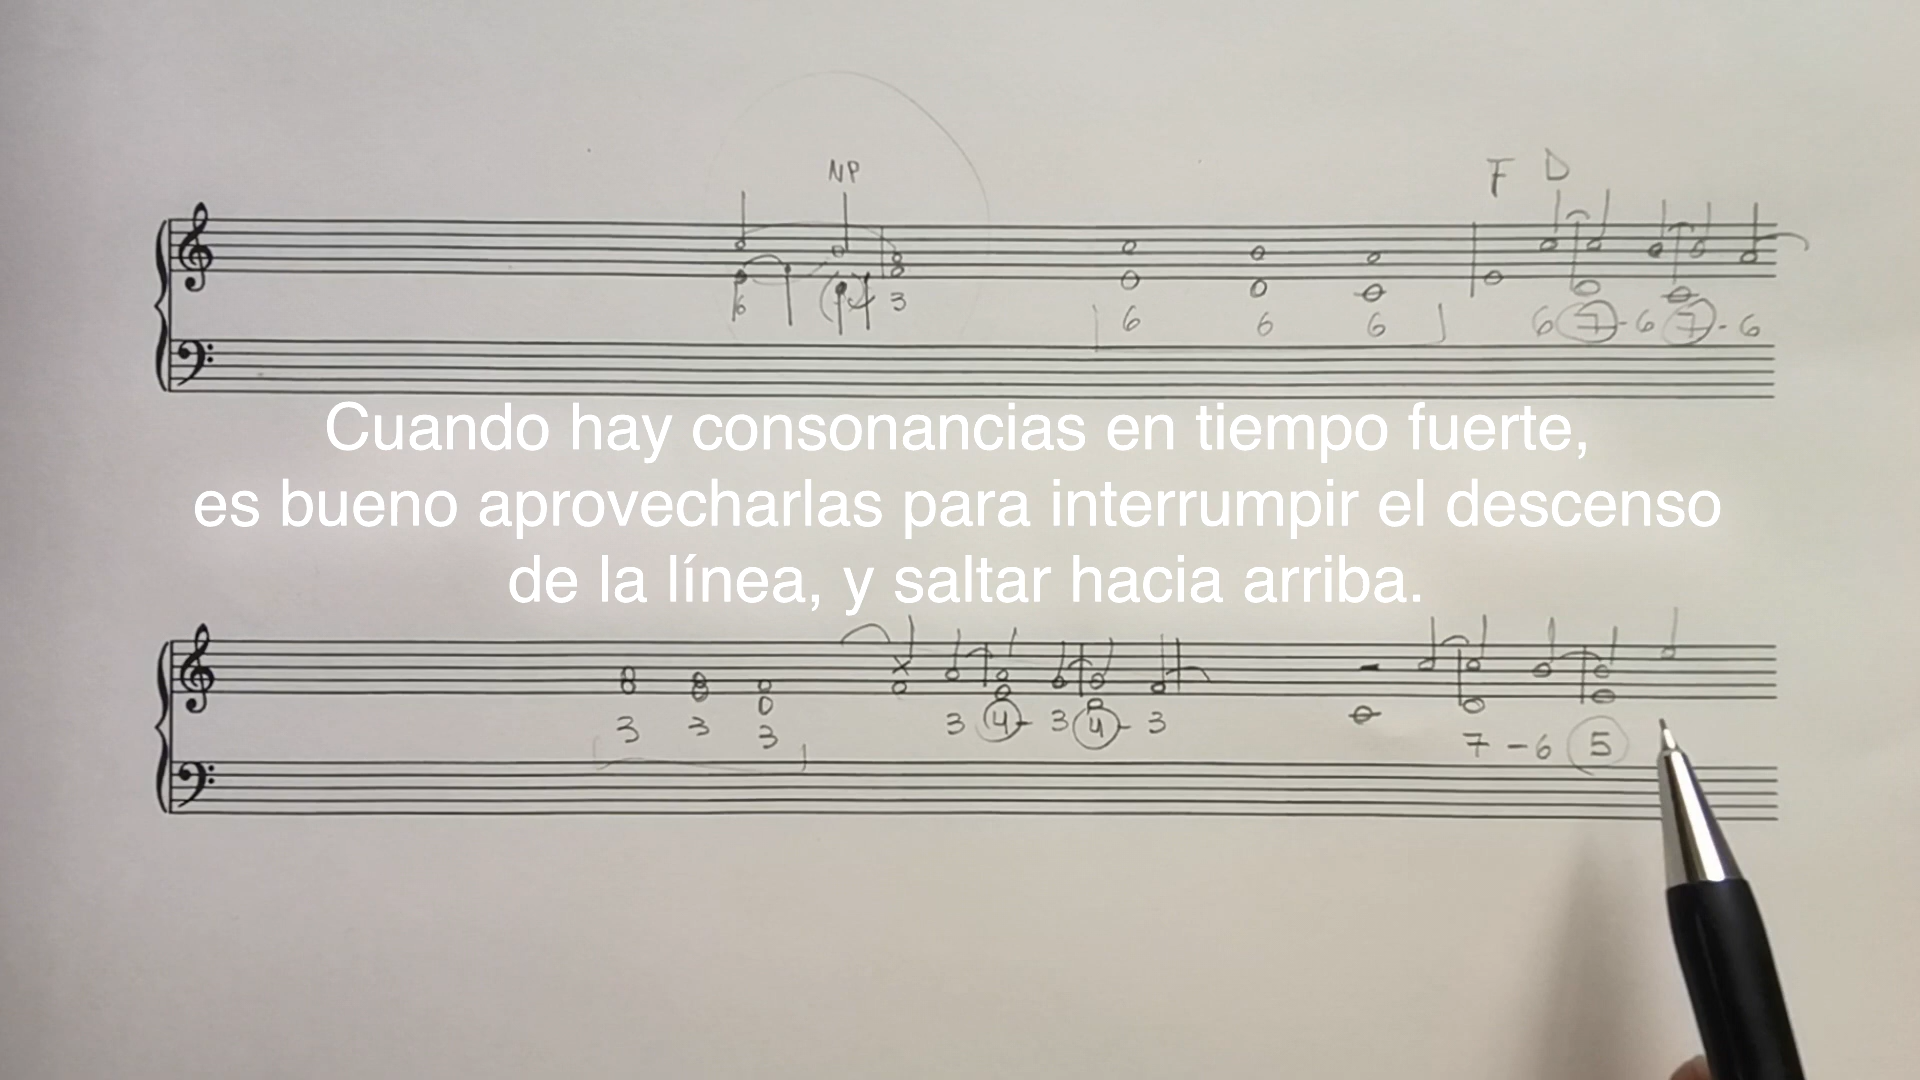 NP
F D
6 (7 3
6 6 6
6 7-6 7-6
Cuando hay consonancias en tiempo fuerte,
es bueno aprovecharlas para interrumpir el descenso
de la línea, y saltar hacia arriba.
3 3 3
3 4-3 4-3
7-6 5